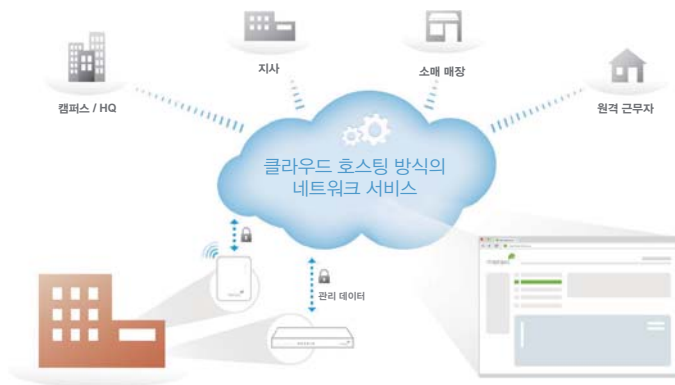 지사
소매 매장
캠퍼스 / HQ
원격 근무자
클라우드 호스팅 방식의
네트워크 서비스
관리 데이터